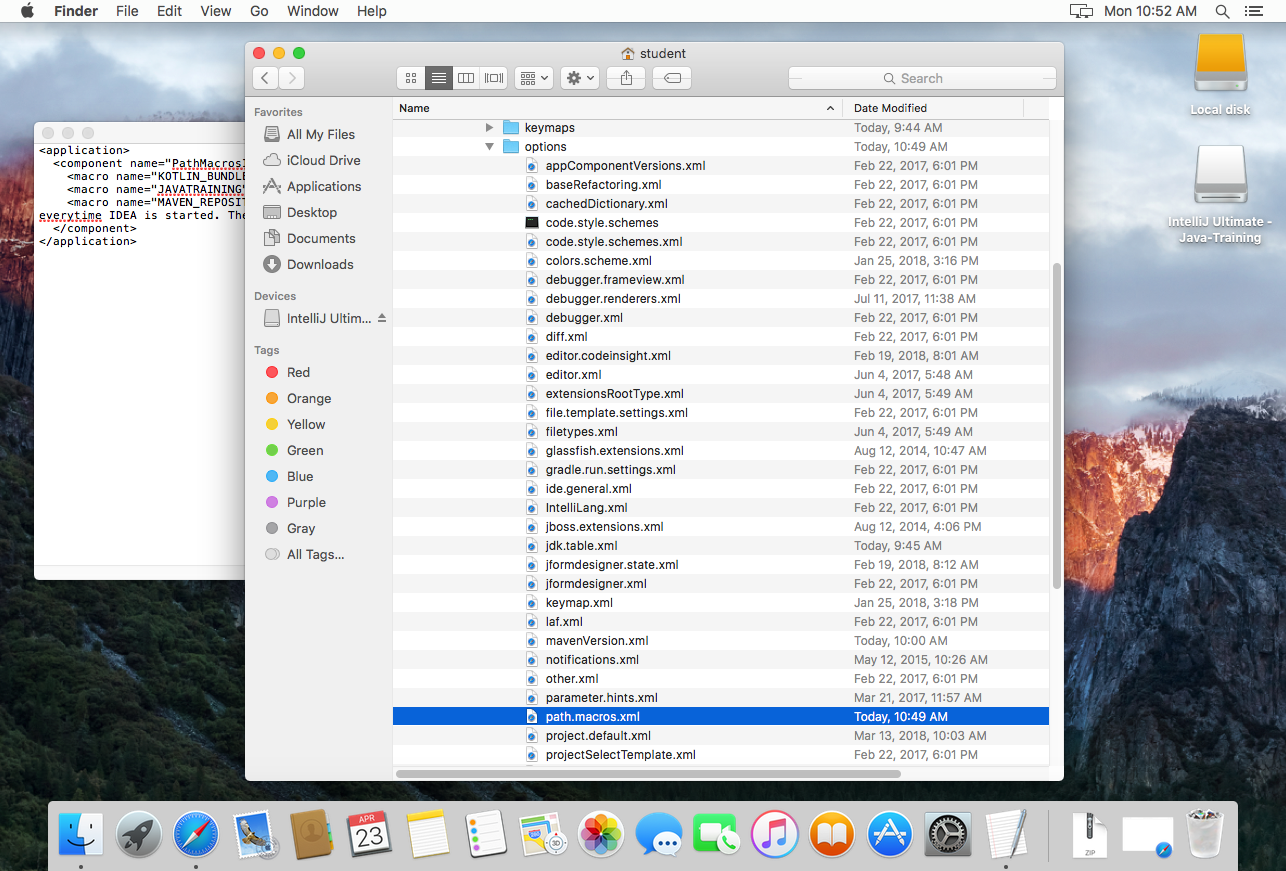 Finder File Edit View Go Window Help Mon 10:52 AM
student
Search
Favorites
All My Files
iCloud Drive
Applications
Desktop
Documents
Downloads
Devices
IntelliJ Ultim...
Tags
Red
Orange
Yellow
Green
Blue
Purple
Gray
All Tags...
Name Date Modified
keymaps Today, 9:44 AM
options Today, 10:49 AM
appComponentVersions.xml Feb 22, 2017, 6:01 PM
baseRefactoring.xml Feb 22, 2017, 6:01 PM
cachedDictionary.xml Feb 22, 2017, 6:01 PM
code.style.schemes Feb 22, 2017, 6:01 PM
code.style.schemes.xml Feb 22, 2017, 6:01 PM
colors.scheme.xml Jan 25, 2018, 3:16 PM
debugger.frameview.xml Feb 22, 2017, 6:01 PM
debugger.renderers.xml Jul 11, 2017, 11:38 AM
debugger.xml Feb 22, 2017, 6:01 PM
diff.xml Feb 22, 2017, 6:01 PM
editor.codeinsight.xml Feb 19, 2018, 8:01 AM
editor.xml Jun 4, 2017, 5:48 AM
extensionsRootType.xml Jun 4, 2017, 5:49 AM
file.template.settings.xml Feb 22, 2017, 6:01 PM
filetypes.xml Jun 4, 2017, 5:49 AM
glassfish.extensions.xml Aug 12, 2014, 10:47 AM
gradle.run.settings.xml Feb 22, 2017, 6:01 PM
ide.general.xml Feb 22, 2017, 6:01 PM
IntelliLang.xml Feb 22, 2017, 6:01 PM
jboss.extensions.xml Aug 12, 2014, 4:06 PM
jdk.table.xml Today, 9:45 AM
jformdesigner.state.xml Feb 19, 2018, 8:12 AM
jformdesigner.xml Feb 22, 2017, 6:01 PM
keymap.xml Jan 25, 2018, 3:18 PM
laf.xml Feb 22, 2017, 6:01 PM
mavenVersion.xml Today, 10:00 AM
notifications.xml May 12, 2015, 10:26 AM
other.xml Feb 22, 2017, 6:01 PM
parameter.hints.xml Mar 21, 2017, 11:57 AM
path.macros.xml Today, 10:49 AM
project.default.xml Mar 13, 2018, 10:03 AM
projectSelectTemplate.xml Feb 22, 2017, 6:01 PM
<application>
<component name="PathMacrosI
<macro name="KOTLIN_BUNDLE
<macro name="JAVATRAINING"
<macro name="MAVEN_REPOSIT
everytime IDEA is started. The
</component>
</application>
Local disk
IntelliJ Ultimate -
Java-Training
APR
23
280
3D
ZIP